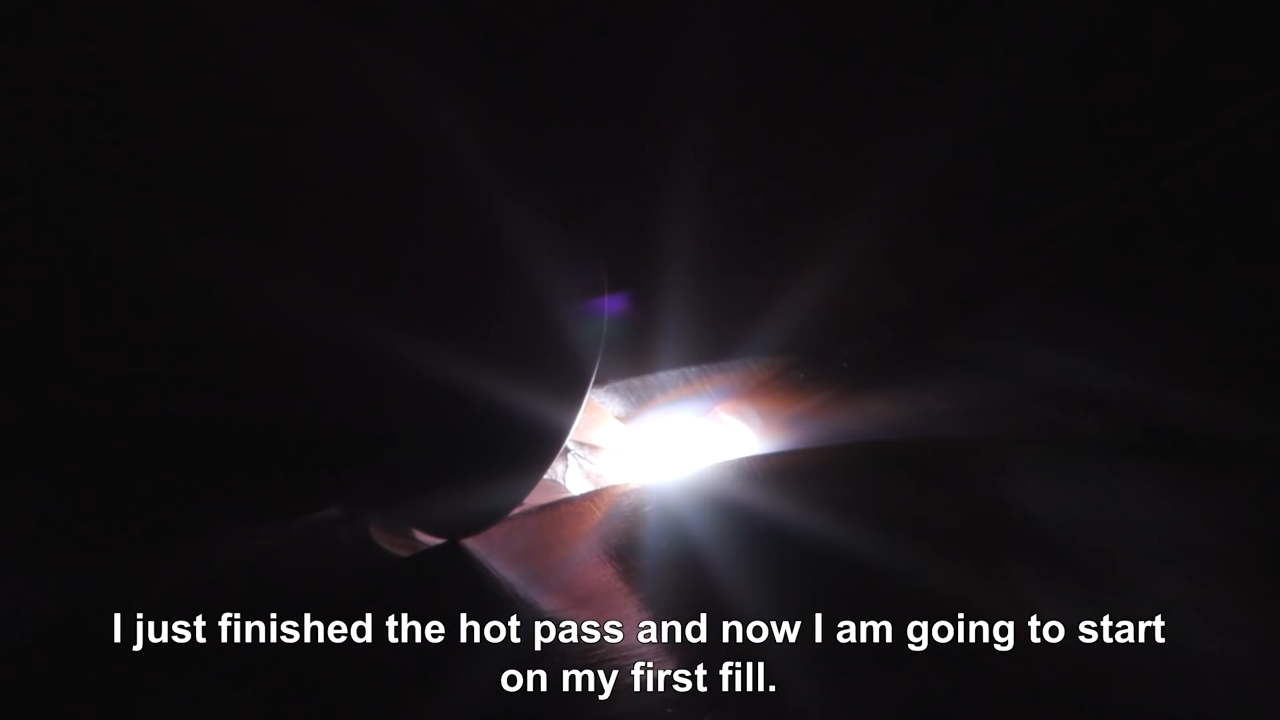 I just finished the hot pass and now I am going to start
on my first fill.